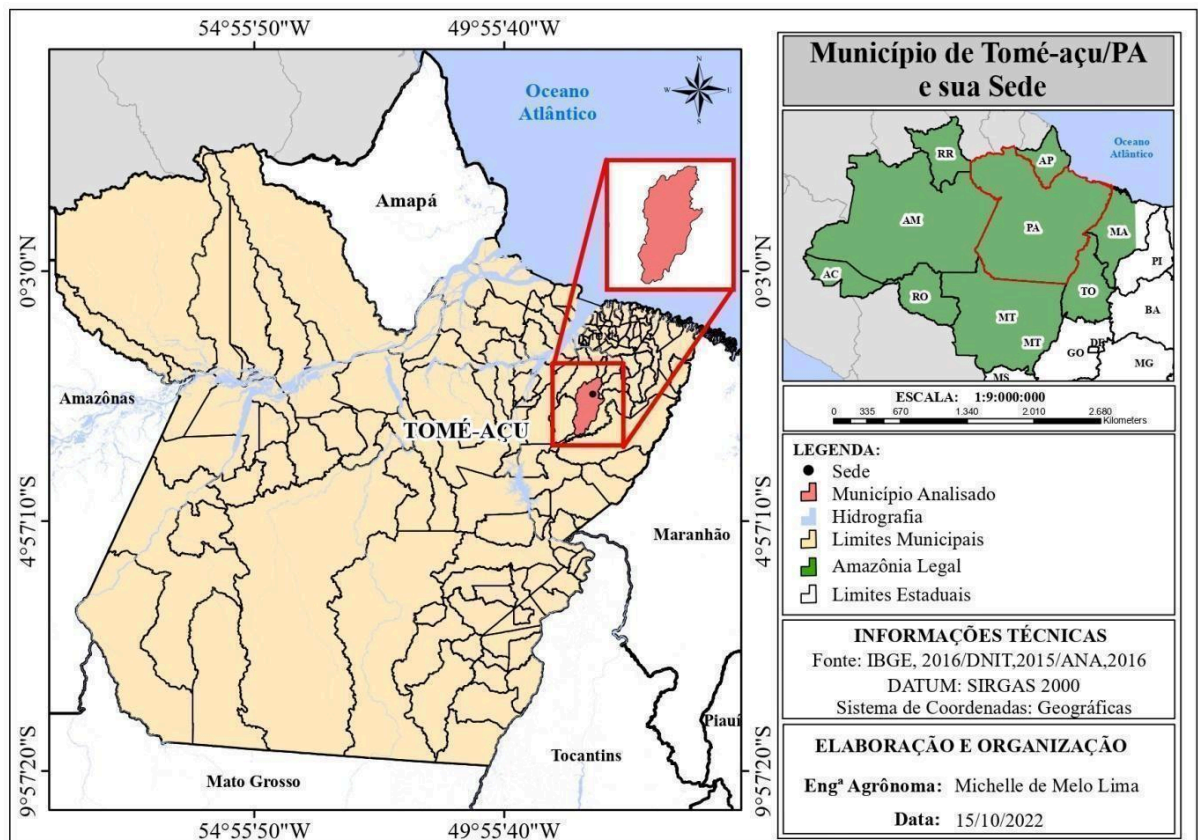 54°55'50"W
49°55'40"W
Oceano
Atlântico
N
W
E
S
Amapá
0°3'0"N
0°3'0"N
Amazônas
TOMÉ-AÇU
4°57'10"S
4°57'10"S
Maranhão
Piauí
Tocantins
Mato Grosso
9°57'20"S
9°57'20"S
54°55'50"W
49°55'40"W
Município de Tomé-açu/PA
e sua Sede
Oceano
Atlântico
RR
AP
AM
PA
MA
PI
AC
RO
TO
BA
MT
MT
DF
GO
MG
MS
ESCALA: 1:9:000:000
0 335 670 1.340 2.010 2.680
Kilometers
LEGENDA:
Sede
Município Analisado
Hidrografia
Limites Municipais
Amazônia Legal
Limites Estaduais
INFORMAÇÕES TÉCNICAS
Fonte: IBGE, 2016/DNIT,2015/ANA,2016
DATUM: SIRGAS 2000
Sistema de Coordenadas: Geográficas
ELABORAÇÃO E ORGANIZAÇÃO
Engª Agrônoma: Michelle de Melo Lima
Data: 15/10/2022